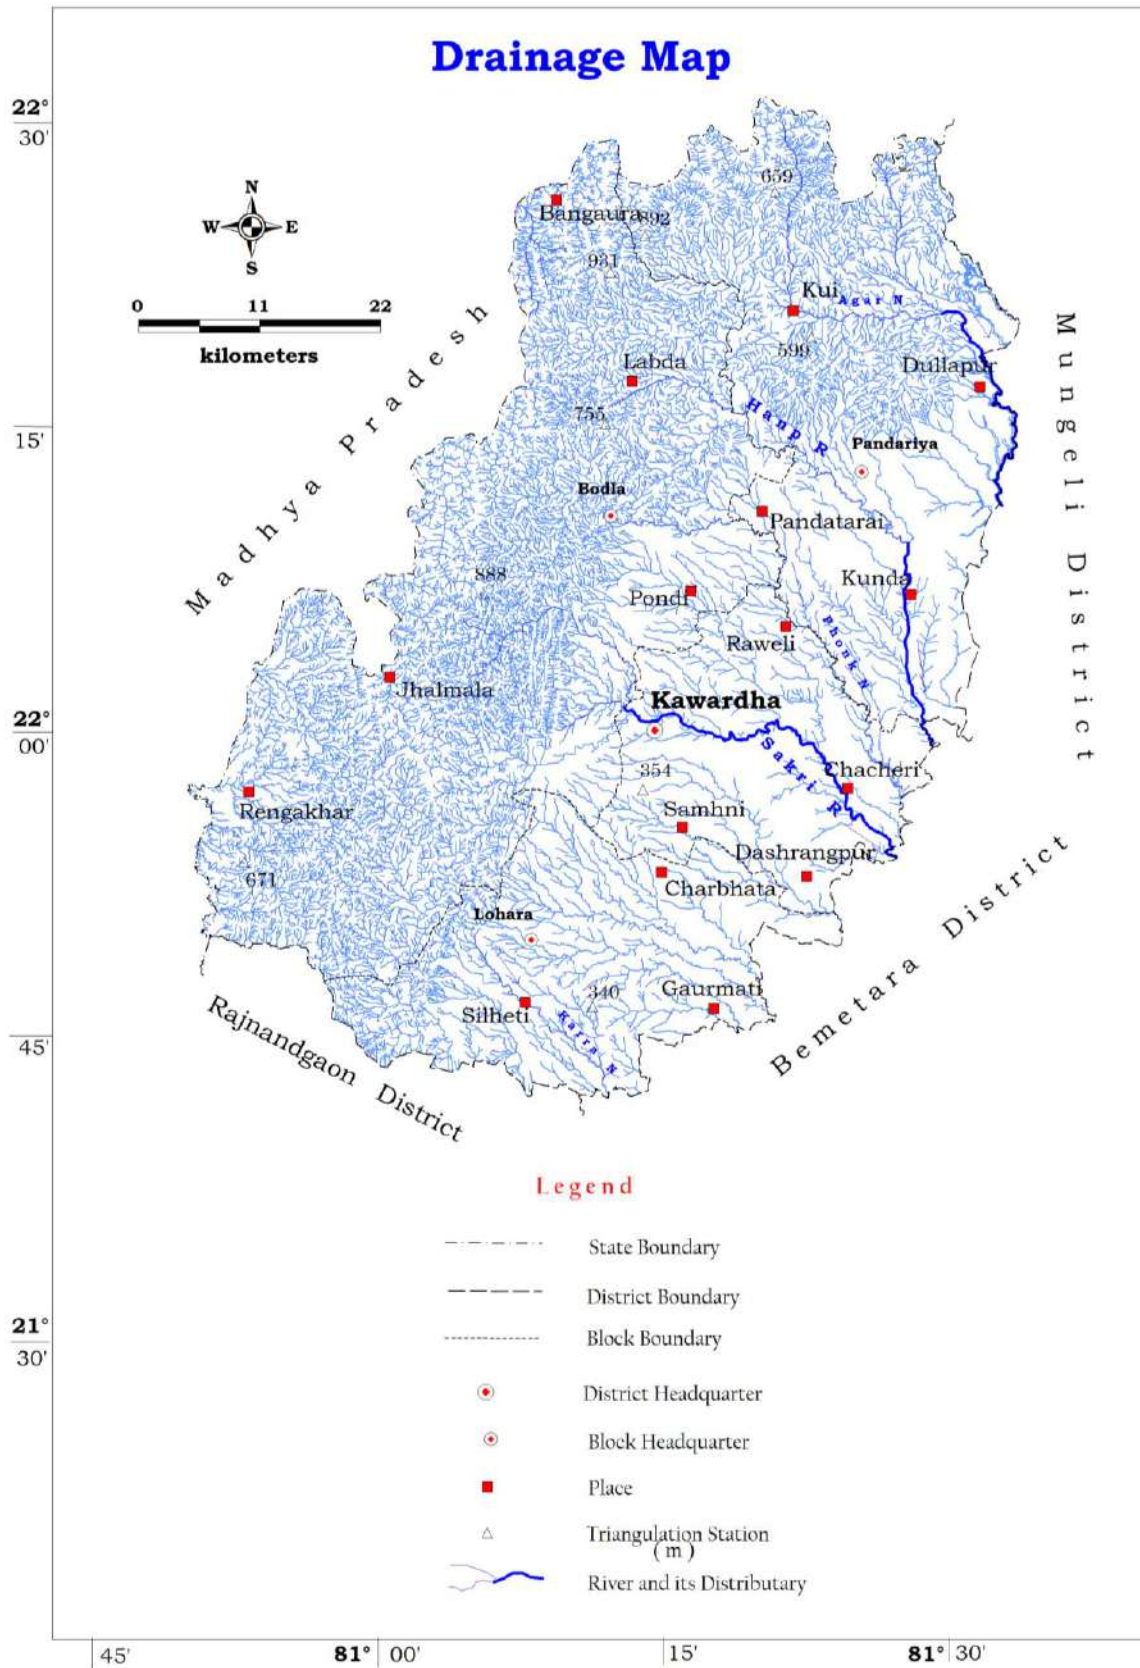 Drainage Map
22°
30'
N
W
E
S
0
11
22
kilometers
659
Bangaura
892
931
Kui
Agar N
599
Labda
Dullapur
755
Hanp R
15'
Pandariya
Bodla
Pandatarai
Madhya Pradesh
Mungeli District
888
Kunda
Pondi
Raweli
Phonk N
Jhalmala
Kawardha
22°
00'
Sakri R
354
Chacheri
Rengakhar
Samhni
Dashrangpur
671
Charbhata
Lohara
Bemetara District
340
Gaurmati
Silheti
Karra N
Rajnandgaon District
45'
Legend
State Boundary
District Boundary
21°
30'
Block Boundary
District Headquarter
Block Headquarter
Place
Triangulation Station
(m)
River and its Distributary
45'
81° 00'
15'
81° 30'